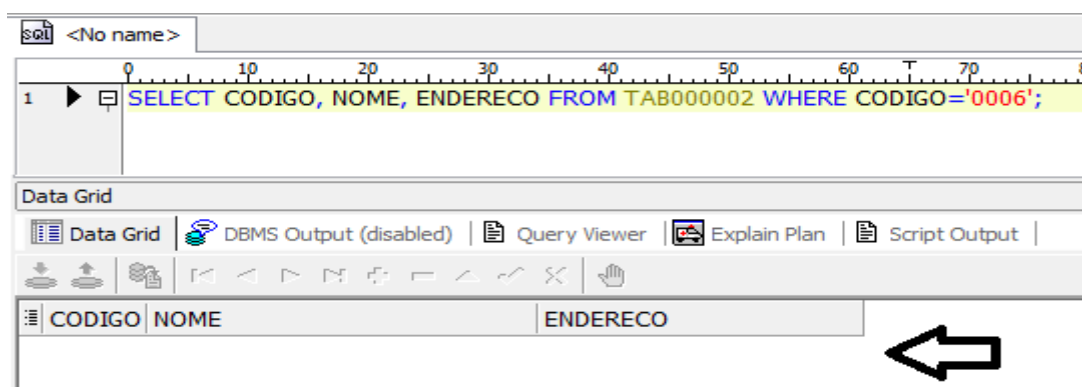 SQL <No name>
0 10 20 30 40 50 60 70
1 SELECT CODIGO, NOME, ENDERECO FROM TAB000002 WHERE CODIGO='0006';
Data Grid
Data Grid DBMS Output (disabled) Query Viewer Explain Plan Script Output
CODIGO NOME ENDERECO